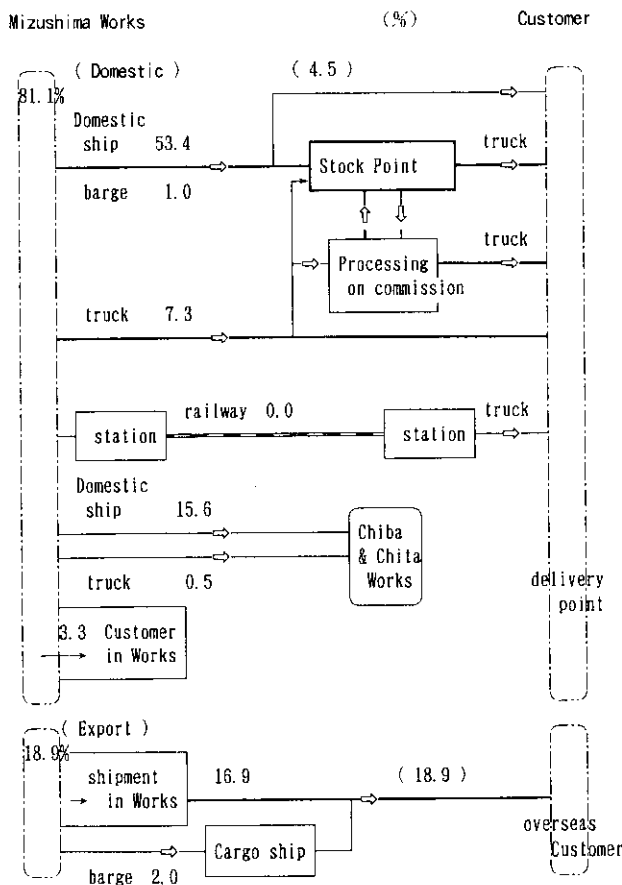 Mizushima Works (%) Customer
( Domestic ) ( 4.5 )
81.1%
Domestic
ship 53.4 truck
Stock Point
barge 1.0
truck
Processing
on commission
truck 7.3
railway 0.0 truck
station station
Domestic
ship 15.6
Chiba
& Chita
Works
truck 0.5
delivery
point
3.3 Customer
in Works
( Export )
18.9%
shipment 16.9 ( 18.9 )
in Works
overseas
Customer
Cargo ship
barge 2.0